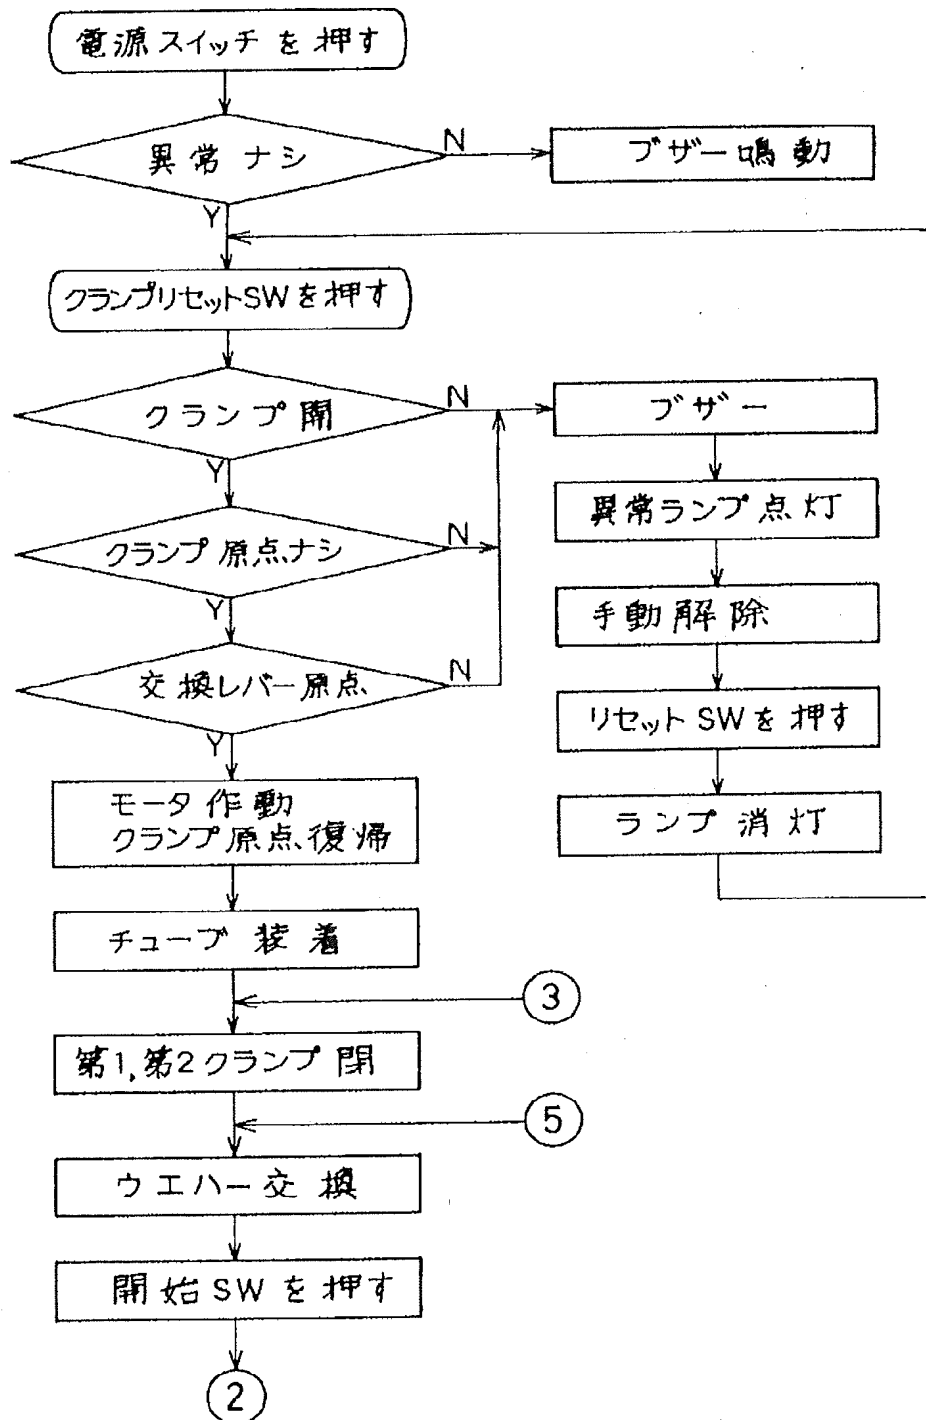 電源スイッチを押す
異常ナシ
N
ブザー鳴動
Y
クランプリセットSWを押す
クランプ開
N
ブザー
Y
異常ランプ点灯
クランプ原点ナシ
N
手動解除
Y
交換レバー原点
N
リセットSWを押す
Y
モータ作動
クランプ原点復帰
ランプ消灯
チューブ装着
3
第1,第2クランプ閉
5
ウエハー交換
開始SWを押す
2